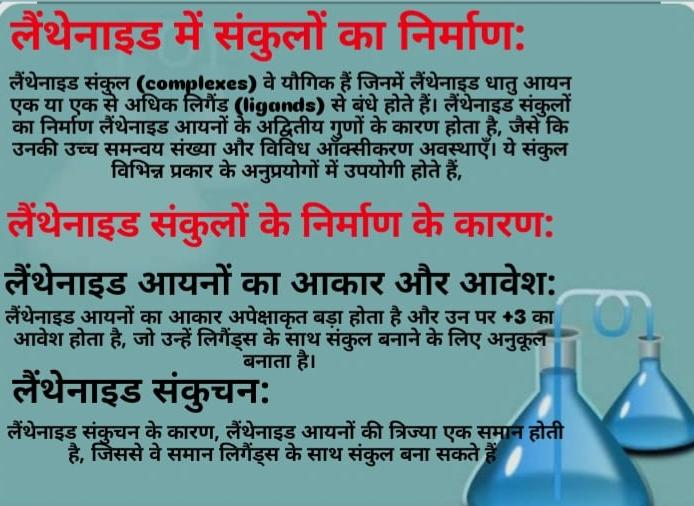 लैंथेनाइड में संकुलों का निर्माण:
लैंथेनाइड संकुल (complexes) वे यौगिक हैं जिनमें लैंथेनाइड धातु आयन
एक या एक से अधिक लिगैंड (ligands) से बंधे होते हैं। लैंथेनाइड संकुलों
का निर्माण लैंथेनाइड आयनों के अद्वितीय गुणों के कारण होता है, जैसे कि
उनकी उच्च समन्वय संख्या और विविध ऑक्सीकरण अवस्थाएँ। ये संकुल
विभिन्न प्रकार के अनुप्रयोगों में उपयोगी होते हैं,
लैंथेनाइड संकुलों के निर्माण के कारण:
लैंथेनाइड आयनों का आकार और आवेश:
लैंथेनाइड आयनों का आकार अपेक्षाकृत बड़ा होता है और उन पर +3 का
आवेश होता है, जो उन्हें लिगैंड्स के साथ संकुल बनाने के लिए अनुकूल
बनाता है।
लैंथेनाइड संकुचन:
लैंथेनाइड संकुचन के कारण, लैंथेनाइड आयनों की त्रिज्या एक समान होती
है, जिससे वे समान लिगैंड्स के साथ संकुल बना सकते हैं